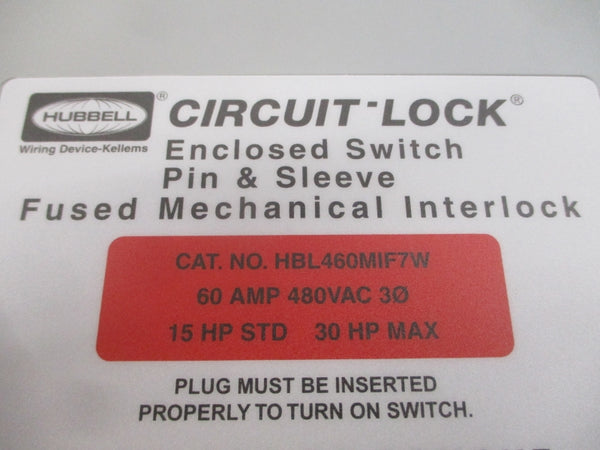 HUBBELL®
Wiring Device-Kellems
CIRCUIT-LOCK®
Enclosed Switch
Pin & Sleeve
Fused Mechanical Interlock
CAT. NO. HBL460MIF7W
60 AMP 480VAC 3Ø
15 HP STD 30 HP MAX
PLUG MUST BE INSERTED
PROPERLY TO TURN ON SWITCH.